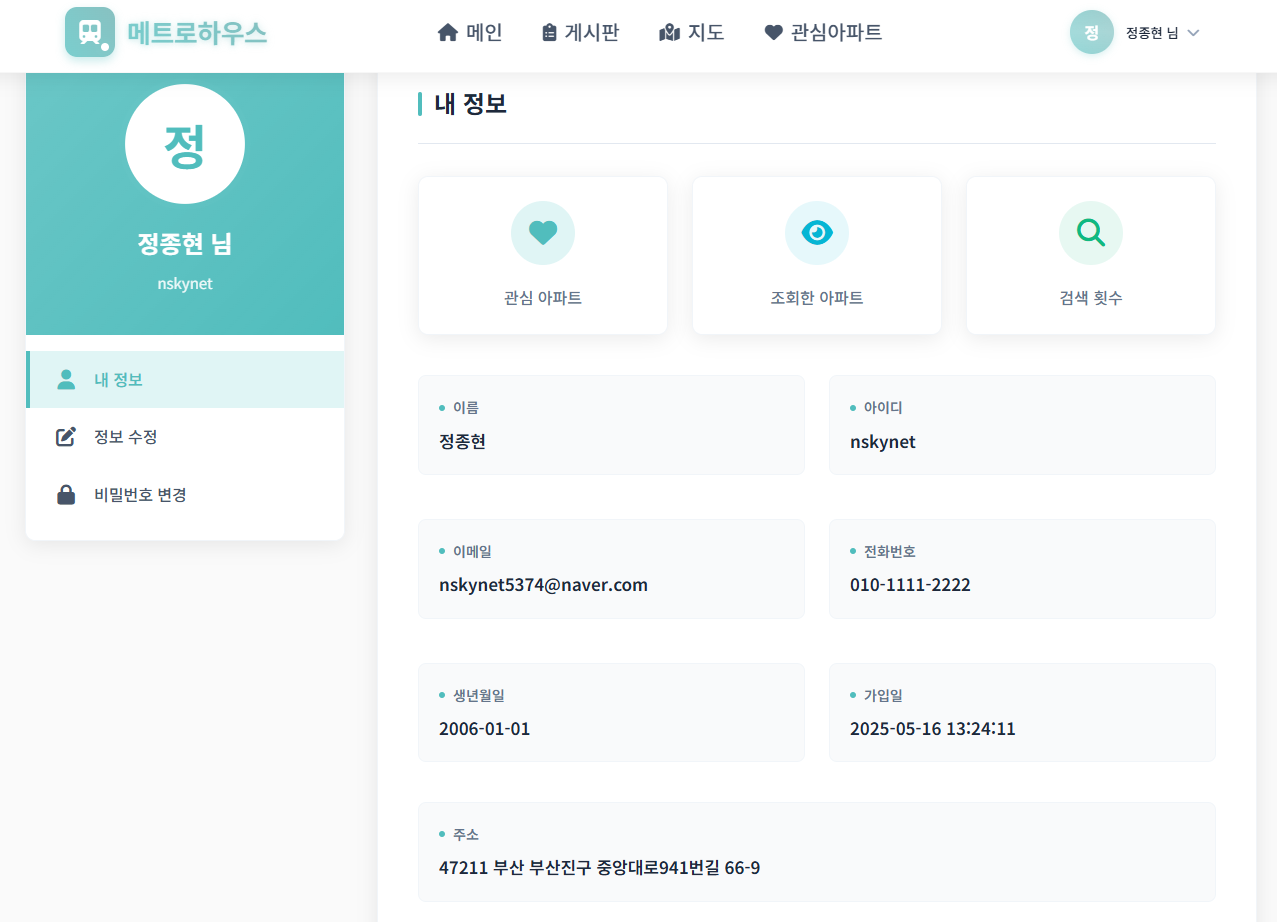 메트로하우스
메인
게시판
지도
관심아파트
정
정종현 님
정
정종현 님
nskynet
내 정보
정보 수정
비밀번호 변경
내 정보
관심 아파트
조회한 아파트
검색 횟수
이름
정종현
아이디
nskynet
이메일
nskynet5374@naver.com
전화번호
010-1111-2222
생년월일
2006-01-01
가입일
2025-05-16 13:24:11
주소
47211 부산 부산진구 중앙대로941번길 66-9